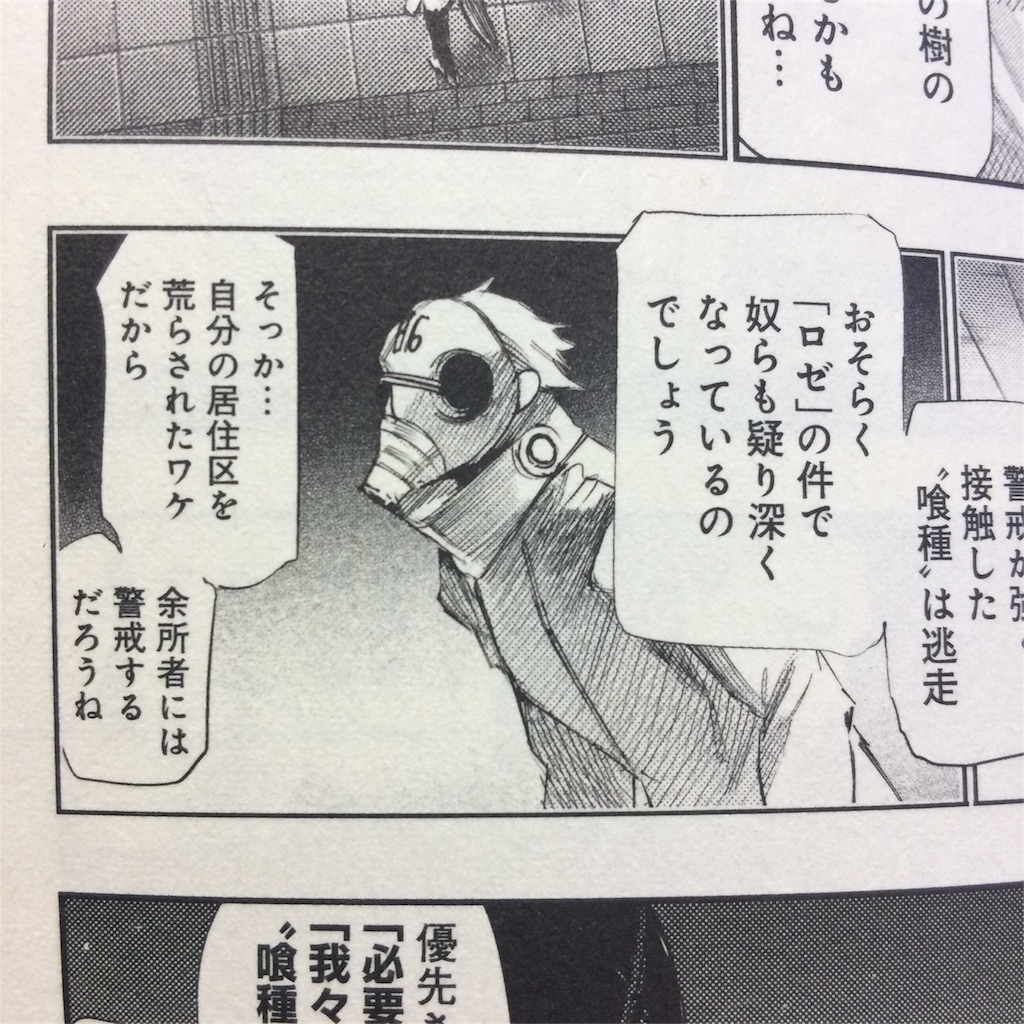 の樹の
かも
ね…
警戒が強く
接触した
〝喰種〟は逃走
おそらく
「ロゼ」の件で
奴らも疑り深く
なっているの
でしょう
そっか…
自分の居住区を
荒らされたワケ
だから
余所者には
警戒する
だろうね
優先
「必要
「我々
〝喰種